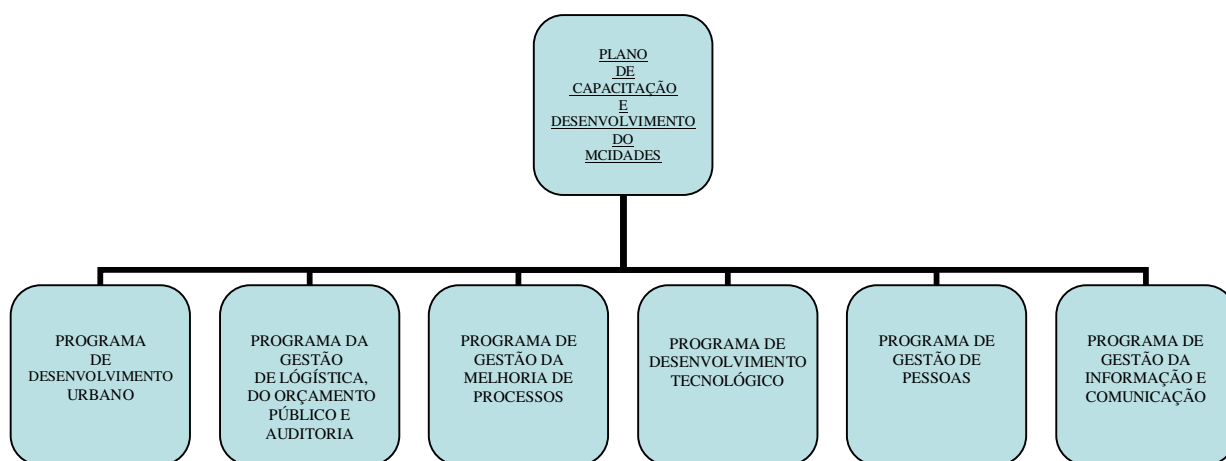 PLANO
DE
CAPACITAÇÃO
E
DESENVOLVIMENTO
DO
MCIDADES
PROGRAMA
DE
DESENVOLVIMENTO
URBANO
PROGRAMA DA
GESTÃO
DE LÓGÍSTICA,
DO ORÇAMENTO
PÚBLICO E
AUDITORIA
PROGRAMA DE
GESTÃO DA
MELHORIA DE
PROCESSOS
PROGRAMA DE
DESENVOLVIMENTO
TECNOLÓGICO
PROGRAMA DE
GESTÃO DE
PESSOAS
PROGRAMA DE
GESTÃO DA
INFORMAÇÃO E
COMUNICAÇÃO